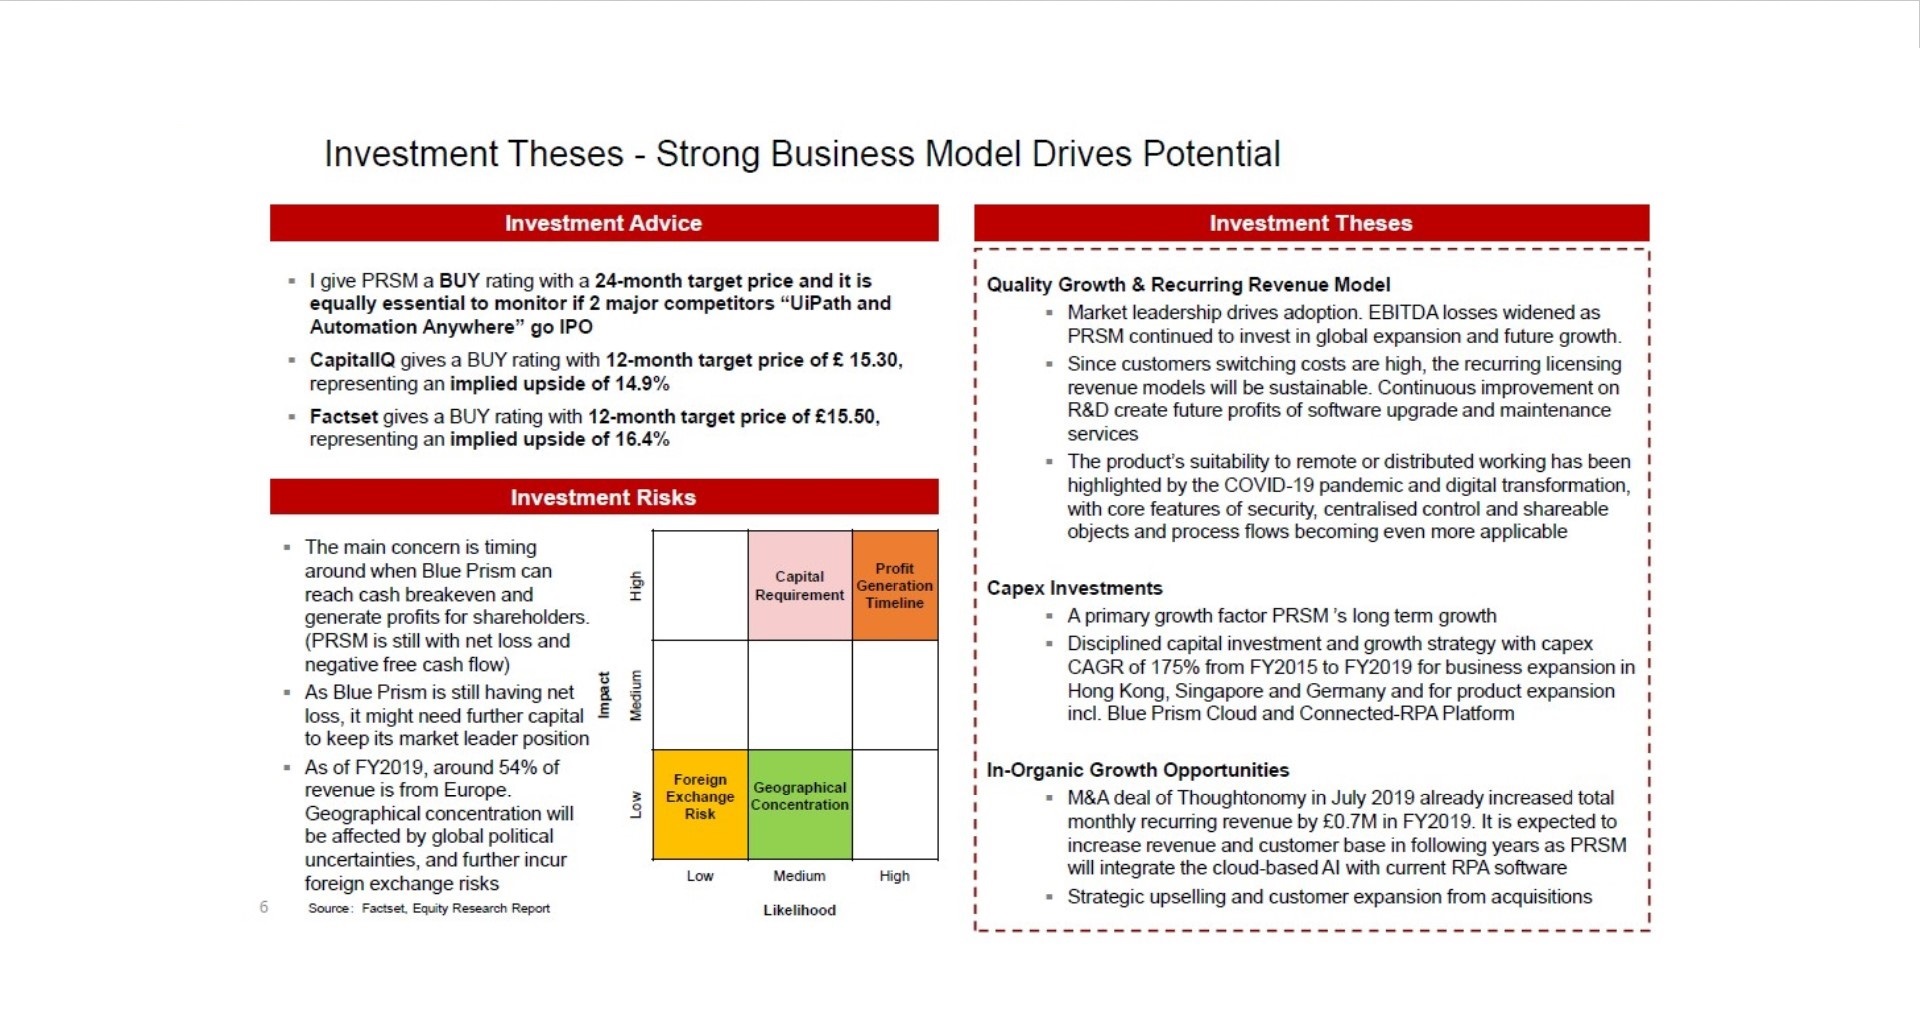 Investment Theses - Strong Business Model Drives Potential
Investment Advice
▪ I give PRSM a BUY rating with a 24-month target price and it is
equally essential to monitor if 2 major competitors “UiPath and
Automation Anywhere” go IPO
▪ CapitalIQ gives a BUY rating with 12-month target price of £ 15.30,
representing an implied upside of 14.9%
▪ Factset gives a BUY rating with 12-month target price of £15.50,
representing an implied upside of 16.4%
Investment Risks
▪ The main concern is timing
around when Blue Prism can
reach cash breakeven and
generate profits for shareholders.
(PRSM is still with net loss and
negative free cash flow)
▪ As Blue Prism is still having net
loss, it might need further capital
to keep its market leader position
▪ As of FY2019, around 54% of
revenue is from Europe.
Geographical concentration will
be affected by global political
uncertainties, and further incur
foreign exchange risks
Impact
High
Medium
Low
Capital
Requirement
Profit
Generation
Timeline
Foreign
Exchange
Risk
Geographical
Concentration
Low
Medium
High
Likelihood
6
Source: Factset, Equity Research Report
Investment Theses
Quality Growth & Recurring Revenue Model
▪ Market leadership drives adoption. EBITDA losses widened as
PRSM continued to invest in global expansion and future growth.
▪ Since customers switching costs are high, the recurring licensing
revenue models will be sustainable. Continuous improvement on
R&D create future profits of software upgrade and maintenance
services
▪ The product’s suitability to remote or distributed working has been
highlighted by the COVID-19 pandemic and digital transformation,
with core features of security, centralised control and shareable
objects and process flows becoming even more applicable
Capex Investments
▪ A primary growth factor PRSM ’s long term growth
▪ Disciplined capital investment and growth strategy with capex
CAGR of 175% from FY2015 to FY2019 for business expansion in
Hong Kong, Singapore and Germany and for product expansion
incl. Blue Prism Cloud and Connected-RPA Platform
In-Organic Growth Opportunities
▪ M&A deal of Thoughtonomy in July 2019 already increased total
monthly recurring revenue by £0.7M in FY2019. It is expected to
increase revenue and customer base in following years as PRSM
will integrate the cloud-based AI with current RPA software
▪ Strategic upselling and customer expansion from acquisitions